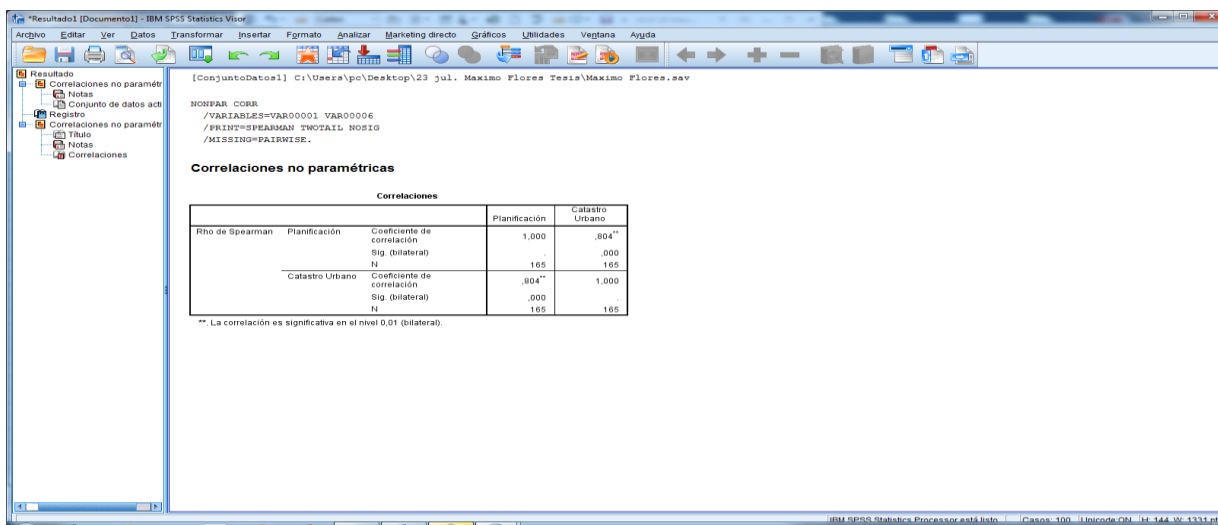 *Resultado1 [Documento1] - IBM SPSS Statistics Visor
Archivo Editar Ver Datos Transformar Insertar Formato Analizar Marketing directo Gráficos Utilidades Ventana Ayuda
Resultado
Correlaciones no paramétr
Notas
Conjunto de datos acti
Registro
Correlaciones no paramétr
Título
Notas
Correlaciones
[ConjuntoDatos1] C:\Users\pc\Desktop\23 jul. Maximo Flores Tesis\Maximo Flores.sav
NONPAR CORR
/VARIABLES=VAR00001 VAR00006
/PRINT=SPEARMAN TWOTAIL NOSIG
/MISSING=PAIRWISE.
Correlaciones no paramétricas
Correlaciones
Planificación Catastro Urbano
Rho de Spearman Planificación Coeficiente de correlación 1,000 ,804**
Sig. (bilateral) . ,000
N 165 165
Catastro Urbano Coeficiente de correlación ,804** 1,000
Sig. (bilateral) ,000 .
N 165 165
**. La correlación es significativa en el nivel 0,01 (bilateral).
IBM SPSS Statistics Processor está listo Casos: 100 Unicode:ON H: 144, W: 1331 pt